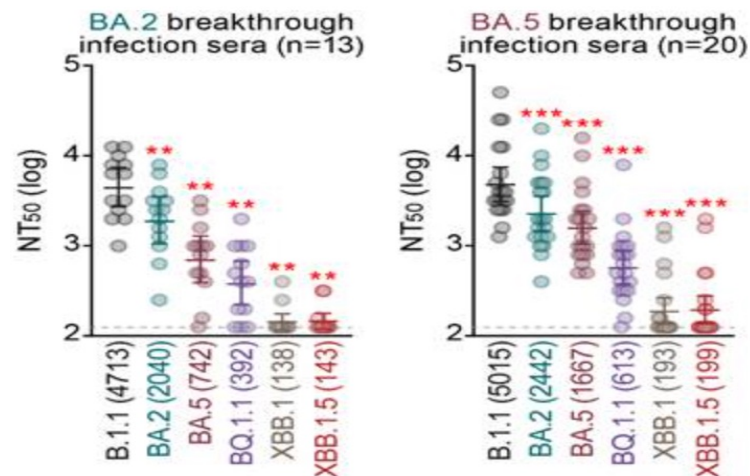 BA.2 breakthrough
infection sera (n=13)
5
4
3
2
NT50 (log)
**
**
**
**
**
B.1.1 (4713)
BA.2 (2040)
BA.5 (742)
BQ.1.1 (392)
XBB.1 (138)
XBB.1.5 (143)
BA.5 breakthrough
infection sera (n=20)
5
4
3
2
NT50 (log)
***
***
***
***
***
B.1.1 (5015)
BA.2 (2442)
BA.5 (1667)
BQ.1.1 (613)
XBB.1 (193)
XBB.1.5 (199)